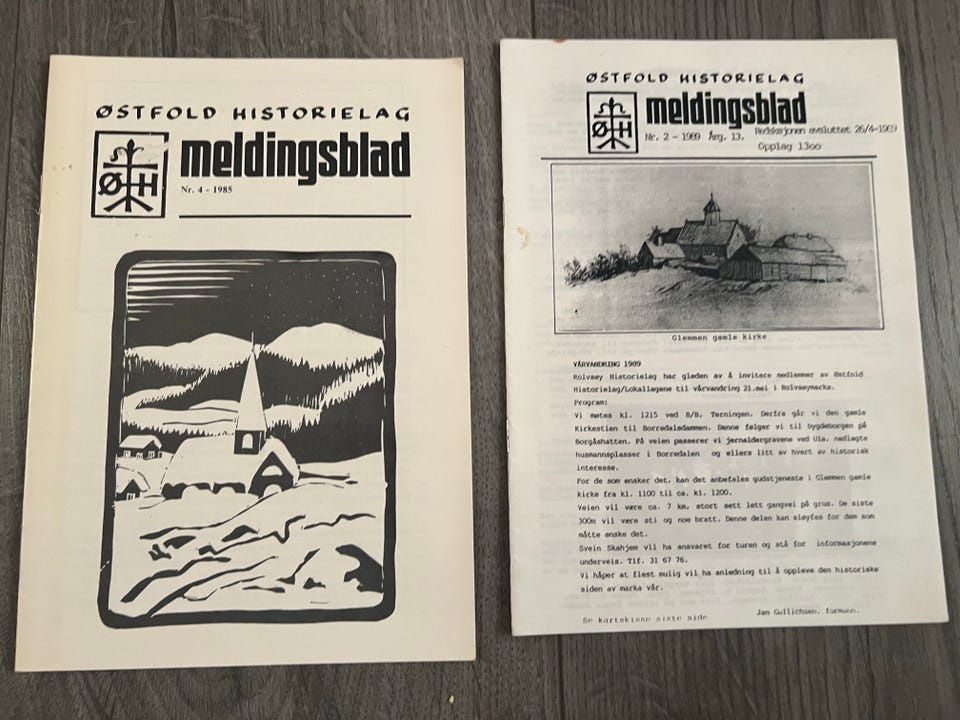 ØSTFOLD HISTORIELAG
ØH
meldingsblad
Nr. 4 - 1985
ØSTFOLD HISTORIELAG
ØH
meldingsblad
Nr. 2 - 1989 Årg. 13. Redaksjonen avsluttet 26/4-1989
Opplag 1300
Glemmen gamle kirke
VÅRVANDRING 1989
Rolvsøy Historielag har gleden av å invitere medlemmer av Østfold
Historielag/Lokallagene til vårvandring 21.mai i Rolvsøymarka.
Program:
Vi møtes kl. 1215 ved B/B, Terningen. Derfra går vi den gamle
Kirkestien til Borredalsdammen. Denne følger vi til bygdeborgen på
Borgåshatten. På veien passerer vi jernaldergravene ved Ula, nedlagte
husmannsplasser i Borredalen og ellers litt av hvert av historisk
interesse.
For de som ønsker det, kan det anbefales gudstjeneste i Glemmen gamle
kirke fra kl. 1100 til ca. kl. 1200.
Veien vil være ca. 7 km, stort sett lett gangvei på grus. De siste
300m vil være sti og noe bratt. Denne delen kan sløyfes for dem som
måtte ønske det.
Svein Skahjem vil ha ansvaret for turen og stå for informasjonene
underveis. Tlf. 31 67 76.
Vi håper at flest mulig vil ha anledning til å oppleve den historiske
siden av marka vår.
Jan Gullichsen, formann.
Se kartskisse siste side